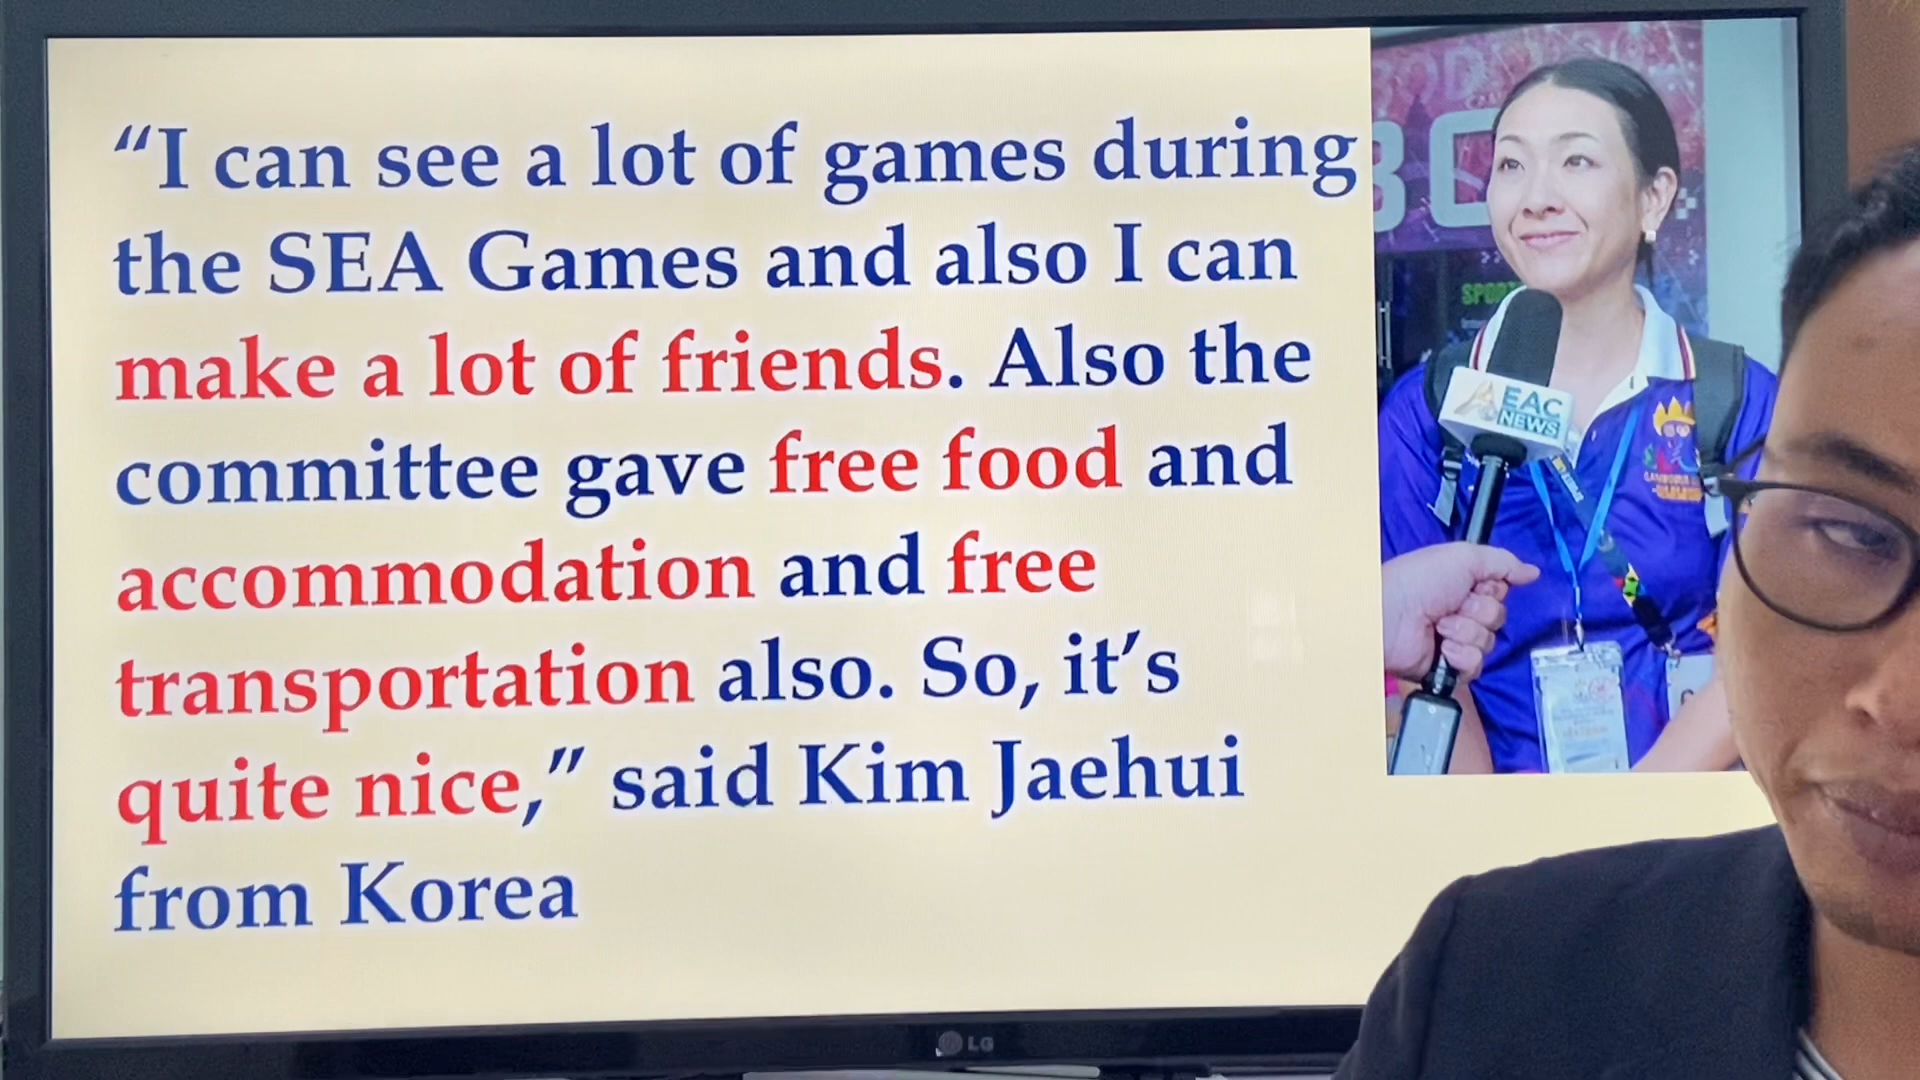 “I can see a lot of games during
the SEA Games and also I can
make a lot of friends. Also the
committee gave free food and
accommodation and free
transportation also. So, it’s
quite nice,” said Kim Jaehui
from Korea
EAC
NEWS
LG